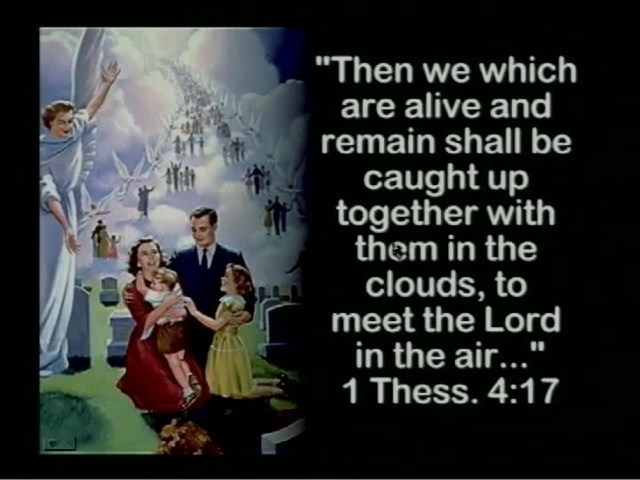 "Then we which
are alive and
remain shall be
caught up
together with
them in the
clouds, to
meet the Lord
in the air..."
1 Thess. 4:17